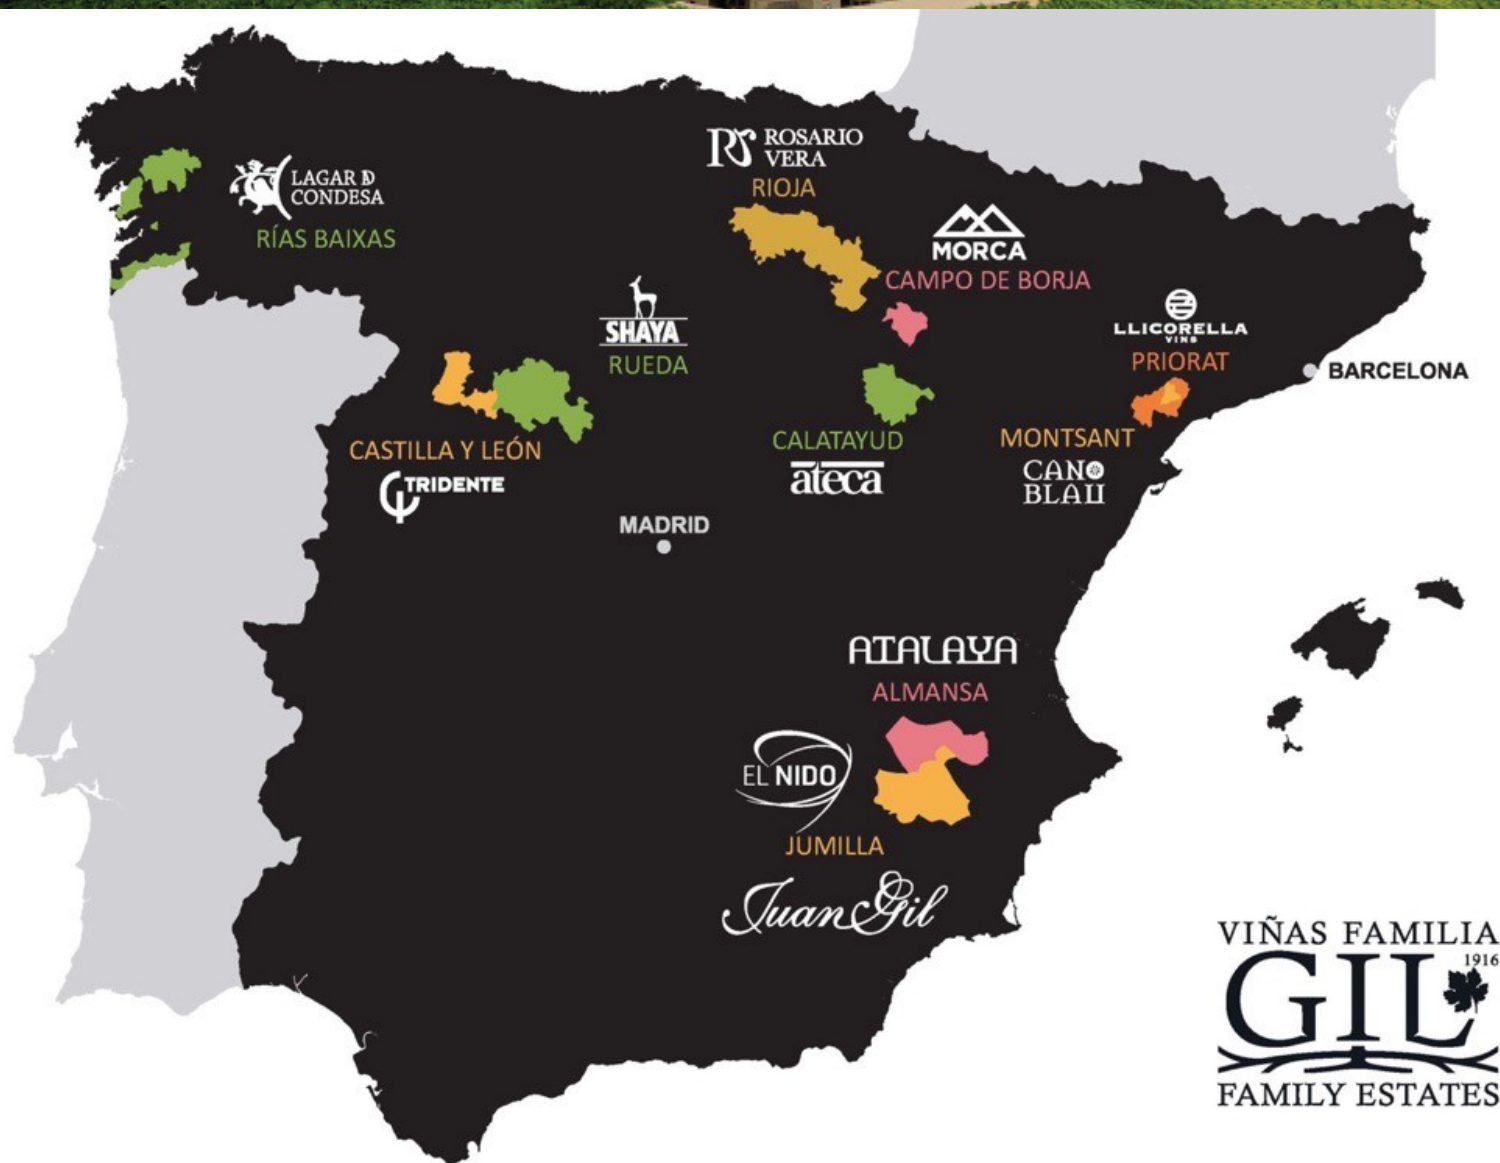 ROSARIO
VERA
RIOJA
LAGAR D
CONDESA
RÍAS BAIXAS
MORCA
CAMPO DE BORJA
SHAYA
RUEDA
LLICORELLA
VINS
PRIORAT
BARCELONA
CASTILLA Y LEÓN
TRIDENTE
CALATAYUD
ateca
MONTSANT
CAN
BLAU
MADRID
ATALAYA
ALMANSA
EL NIDO
JUMILLA
Juan Gil
VIÑAS FAMILIA
1916
GIL
FAMILY ESTATES